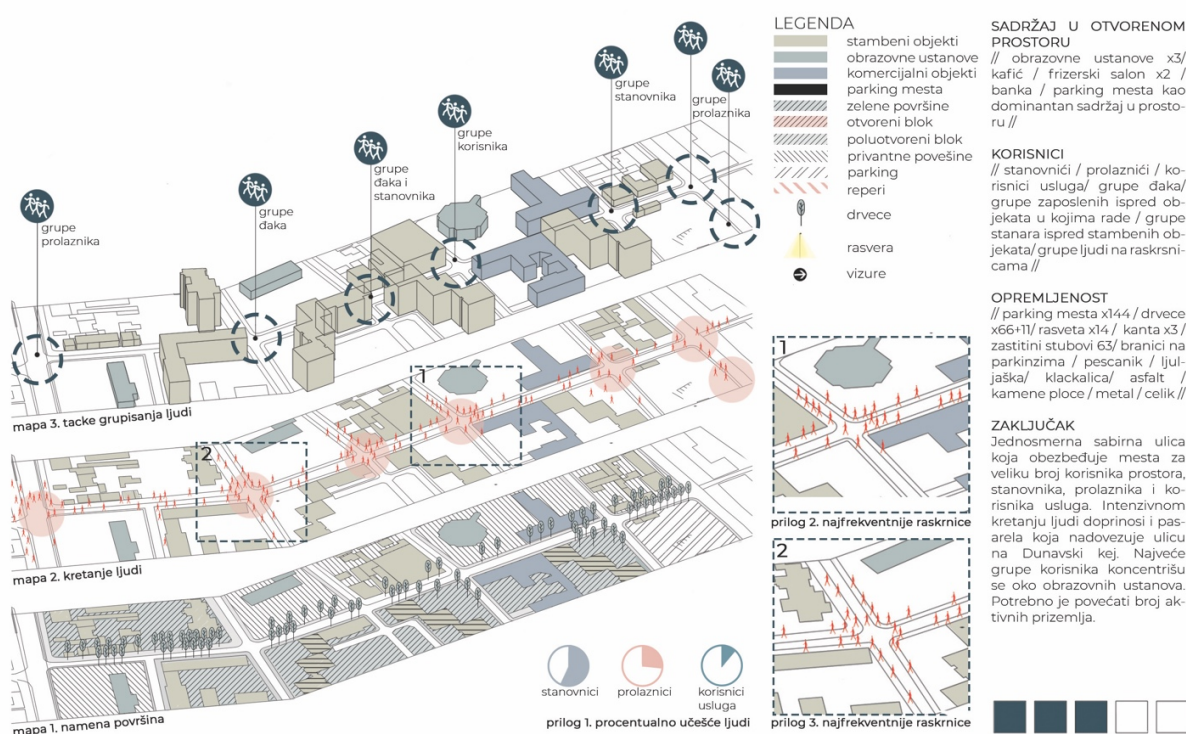 grupe
prolaznika
grupe
đaka
grupe
đaka i
stanovnika
grupe
korisnika
grupe
stanovnika
grupe
prolaznika
mapa 3. tacke grupisanja ljudi
1
2
mapa 2. kretanje ljudi
mapa 1. namena površina
stanovnici
prolaznici
korisnici
usluga
prilog 1. procentualno učešće ljudi
LEGENDA
stambeni objekti
obrazovne ustanove
komercijalni objekti
parking mesta
zelene površine
otvoreni blok
poluotvoreni blok
privantne povešine
parking
reperi
drvece
rasvera
vizure
1
prilog 2. najfrekventnije raskrnice
2
prilog 3. najfrekventnije raskrnice
SADRŽAJ U OTVORENOM
PROSTORU
// obrazovne ustanove x3/
kafić / frizerski salon x2 /
banka / parking mesta kao
dominantan sadržaj u prosto-
ru //
KORISNICI
// stanovnići / prolaznići / ko-
risnici usluga/ grupe đaka/
grupe zaposlenih ispred ob-
jekata u kojima rade / grupe
stanara ispred stambenih ob-
jekata/ grupe ljudi na raskrsni-
cama //
OPREMLJENOST
// parking mesta x144 / drvece
x66+11/ rasveta x14 / kanta x3 /
zastitini stubovi 63/ branici na
parkinzima / pescanik / ljul-
jaška/ klackalica/ asfalt /
kamene ploce / metal / celik //
ZAKLJUČAK
Jednosmerna sabirna ulica
koja obezbeđuje mesta za
veliku broj korisnika prostora,
stanovnika, prolaznika i ko-
risnika usluga. Intenzivnom
kretanju ljudi doprinosi i pas-
arela koja nadovezuje ulicu
na Dunavski kej. Najveće
grupe korisnika koncentrišu
se oko obrazovnih ustanova.
Potrebno je povećati broj ak-
tivnih prizemlja.